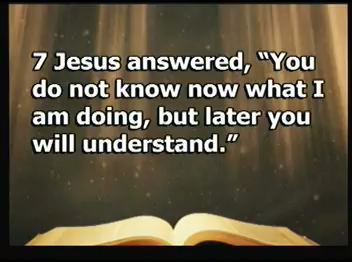 7 Jesus answered, “You
do not know now what I
am doing, but later you
will understand.”